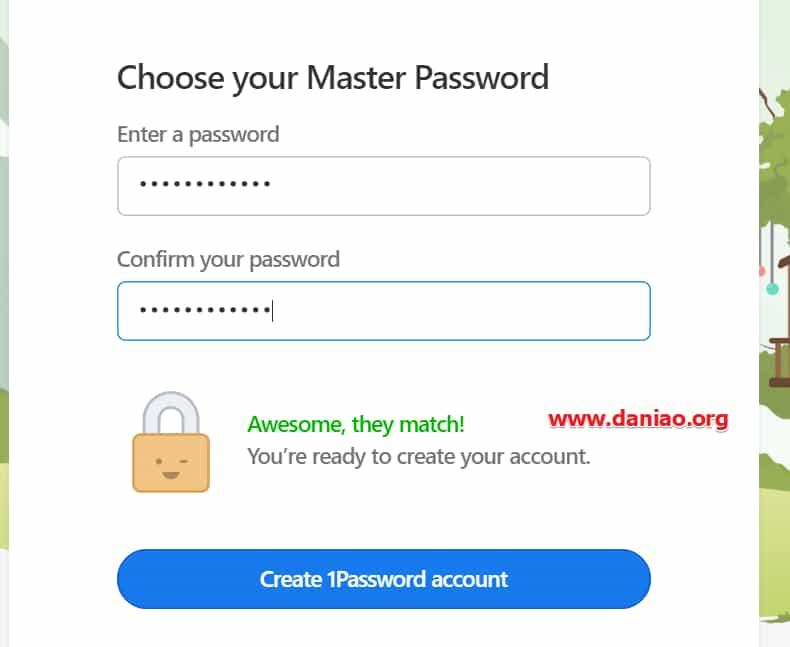 Choose your Master Password
Enter a password
••••••••••••
Confirm your password
••••••••••••
Awesome, they match!
www.daniao.org
You're ready to create your account.
Create 1Password account